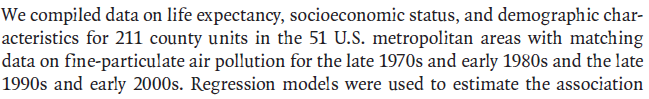 We compiled data on life expectancy, socioeconomic status, and demographic char-
acteristics for 211 county units in the 51 U.S. metropolitan areas with matching
data on fine-particulate air pollution for the late 1970s and early 1980s and the late
1990s and early 2000s. Regression models were used to estimate the association